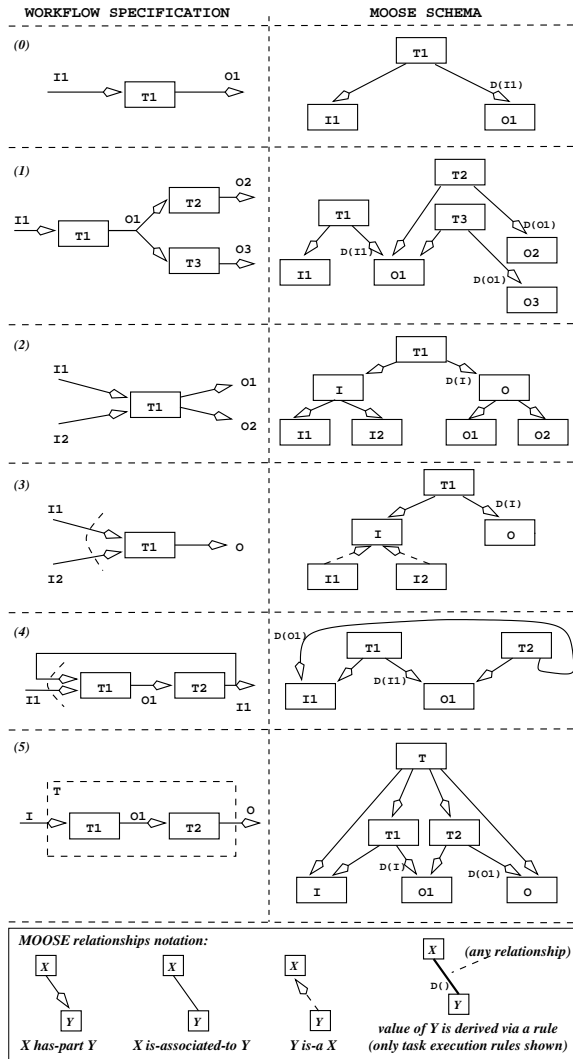 WORKFLOW SPECIFICATION
MOOSE SCHEMA
(0)
I1
T1
O1
T1
D(I1)
I1
O1
(1)
I1
T1
O1
T2
O2
T3
O3
T2
T1
T3
D(I1)
D(O1)
I1
O1
O2
D(O1)
O3
(2)
I1
T1
O1
I2
O2
T1
D(I)
I
O
I1
I2
O1
O2
(3)
I1
T1
O
I2
T1
D(I)
I
O
I1
I2
(4)
I1
T1
O1
T2
I1
D(O1)
T1
T2
D(I1)
I1
O1
(5)
T
I
T1
O1
T2
O
T
T1
T2
D(I)
D(O1)
I
O1
O
MOOSE relationships notation:
X
Y
X has-part Y
X
Y
X is-associated-to Y
X
Y
Y is-a X
X
(any relationship)
D()
Y
value of Y is derived via a rule
(only task execution rules shown)